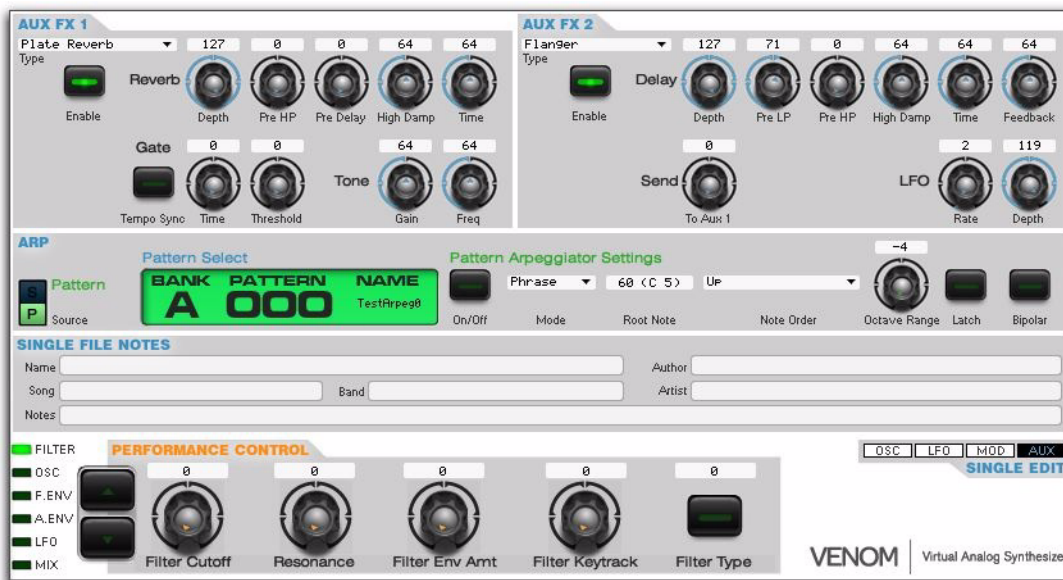 AUX FX 1
Plate Reverb 127 0 0 64 64
Type
Reverb
Enable Depth Pre HP Pre Delay High Damp Time
Gate 0 0 64 64
Tone
Tempo Sync Time Threshold Gain Freq
AUX FX 2
Flanger 127 71 0 64 64 64
Type
Delay
Enable Depth Pre LP Pre HP High Damp Time Feedback
0 2 119
Send LFO
To Aux 1 Rate Depth
ARP
Pattern Select Pattern Arpeggiator Settings -4
S Pattern BANK PATTERN NAME Phrase 60 (C 5) Up
P Source A 000 TestArpeg0 On/Off Mode Root Note Note Order Octave Range Latch Bipolar
SINGLE FILE NOTES
Name Author
Song Band Artist
Notes
FILTER
OSC
F.ENV
A.ENV
LFO
MIX
PERFORMANCE CONTROL
0 0 0 0 0
Filter Cutoff Resonance Filter Env Amt Filter Keytrack Filter Type
OSC LFO MOD AUX
SINGLE EDIT
VENOM Virtual Analog Synthesize